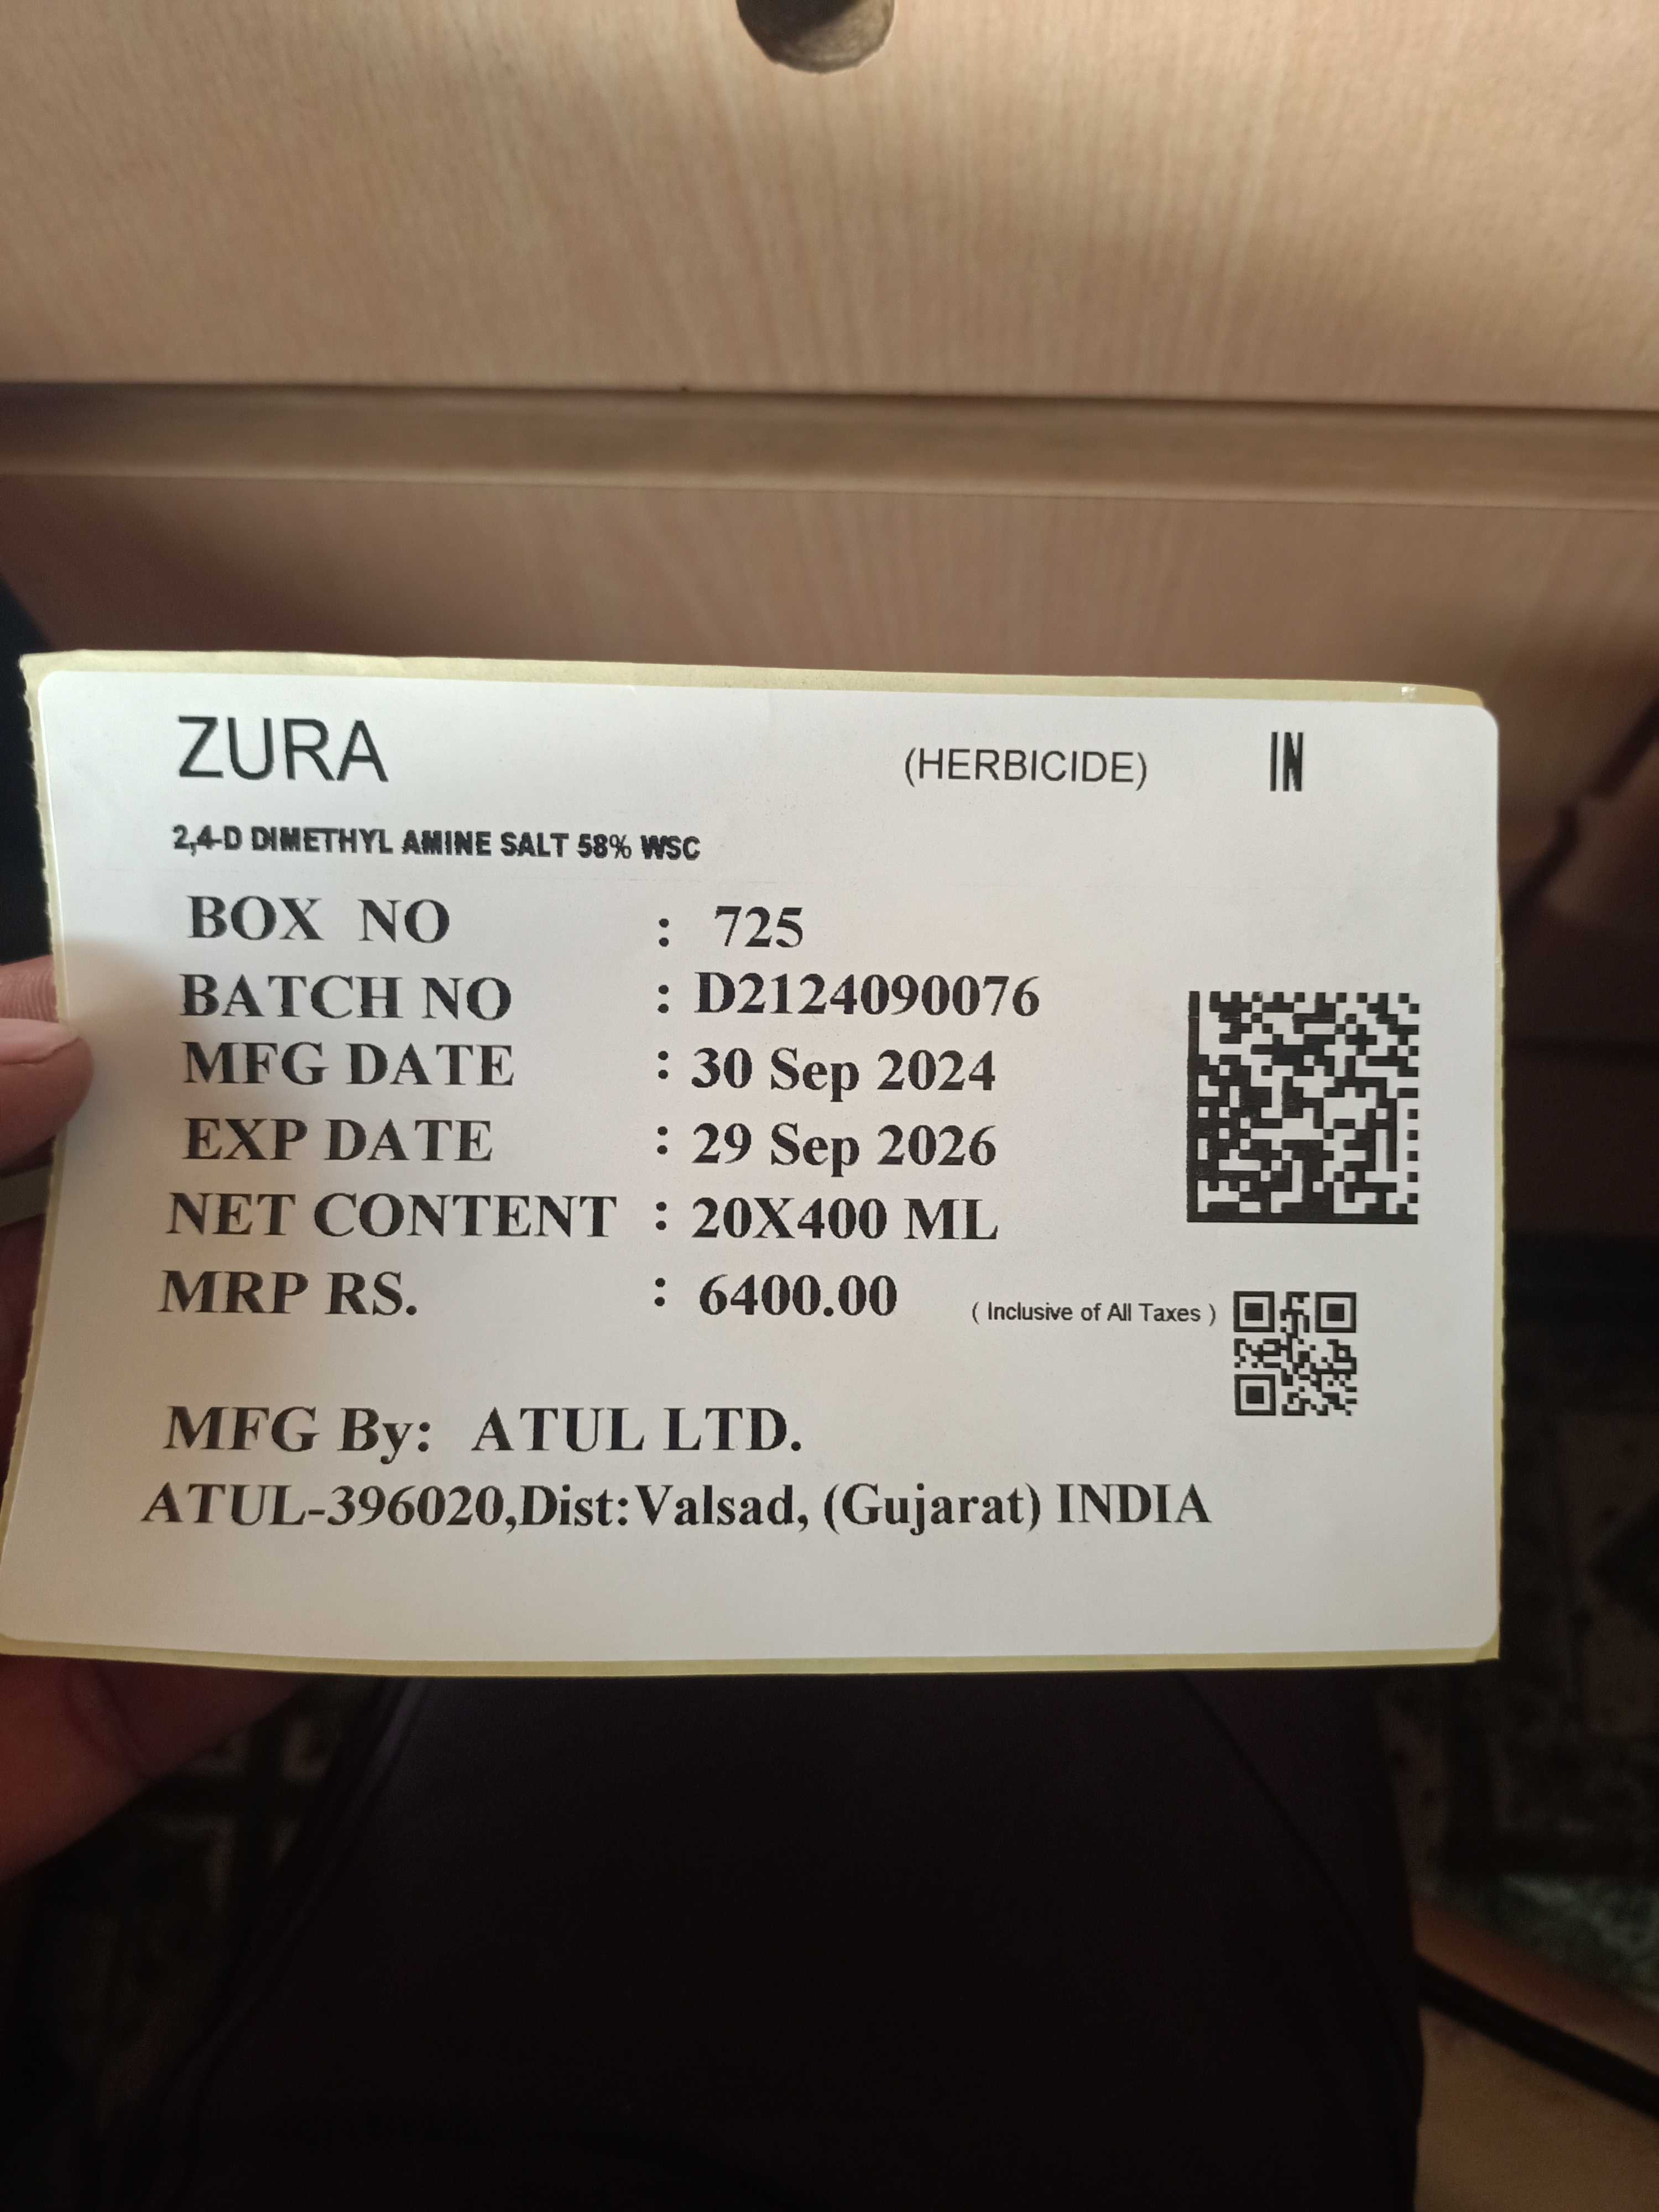 ZURA (HERBICIDE) IN
2,4-D DIMETHYL AMINE SALT 58% WSC
BOX NO : 725
BATCH NO : D2124090076
MFG DATE : 30 Sep 2024
EXP DATE : 29 Sep 2026
NET CONTENT : 20X400 ML
MRP RS. : 6400.00 ( Inclusive of All Taxes )
MFG By: ATUL LTD.
ATUL-396020,Dist:Valsad, (Gujarat) INDIA